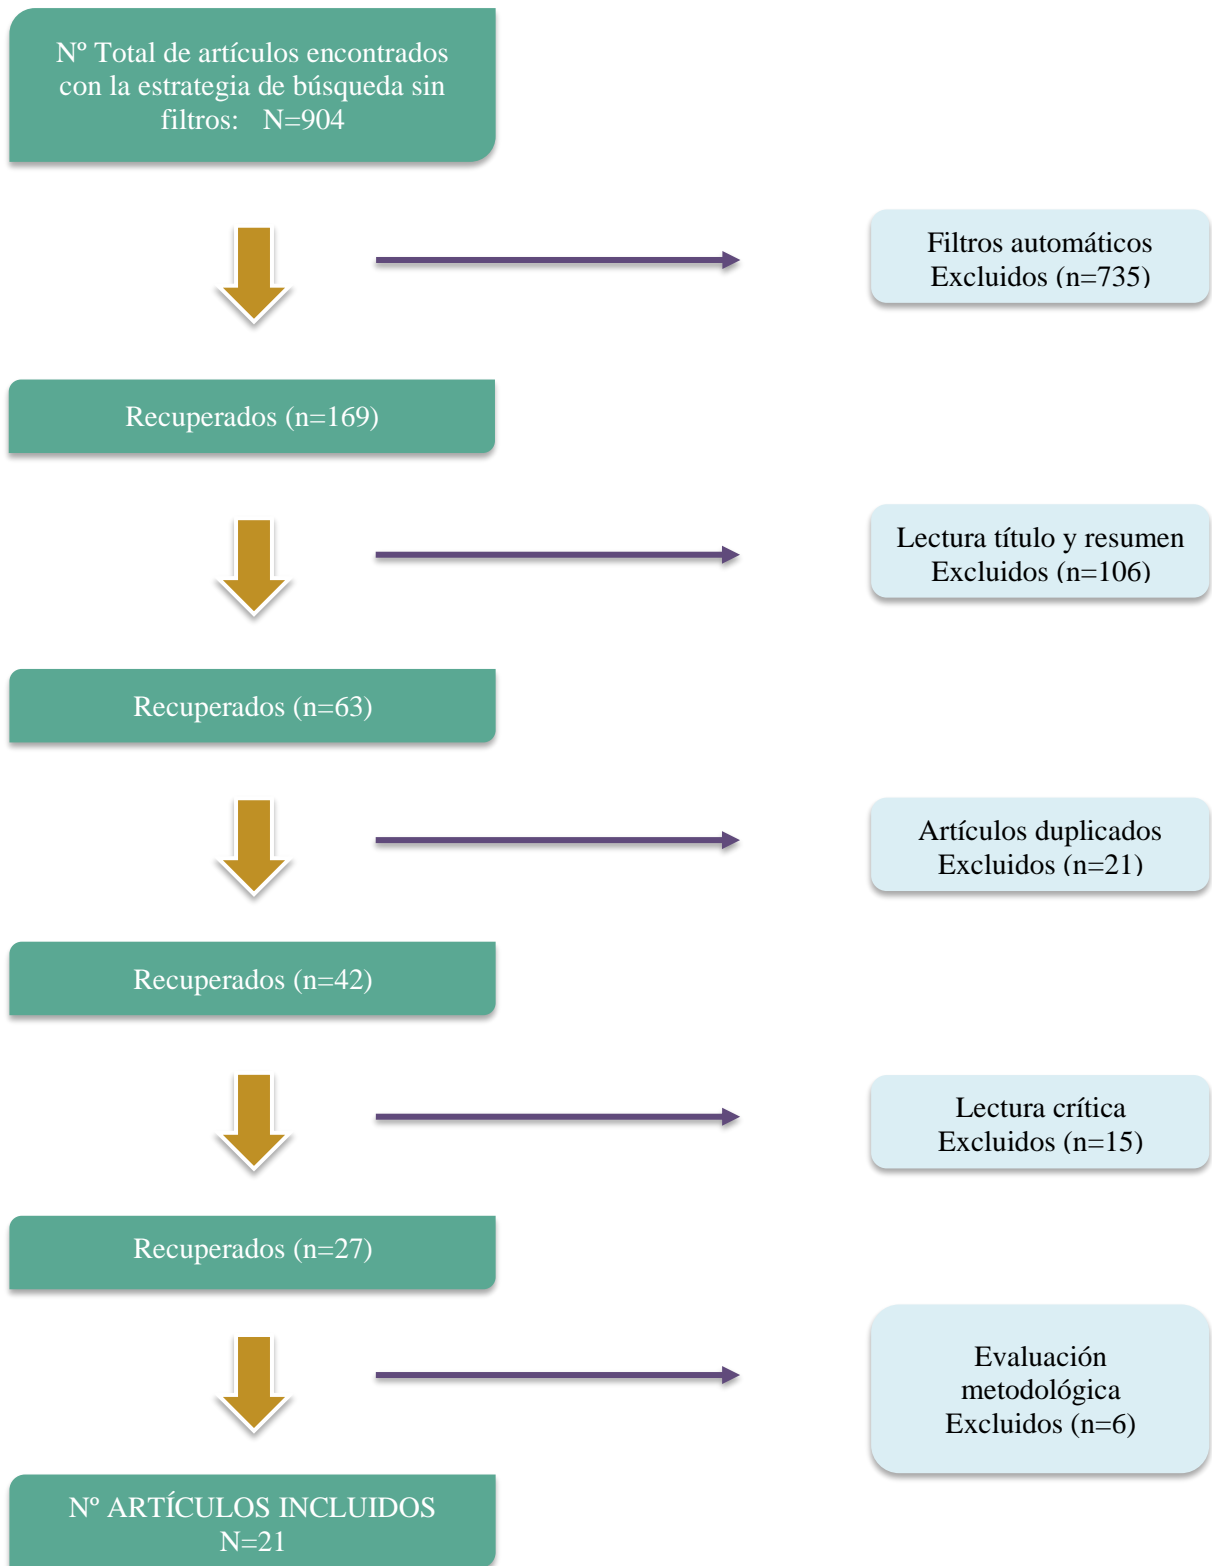 Nº Total de artículos encontrados
con la estrategia de búsqueda sin
filtros: N=904
Filtros automáticos
Excluidos (n=735)
Recuperados (n=169)
Lectura título y resumen
Excluidos (n=106)
Recuperados (n=63)
Artículos duplicados
Excluidos (n=21)
Recuperados (n=42)
Lectura crítica
Excluidos (n=15)
Recuperados (n=27)
Evaluación
metodológica
Excluidos (n=6)
Nº ARTÍCULOS INCLUIDOS
N=21